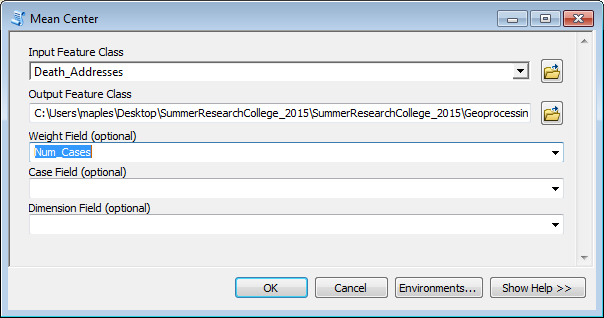 Mean Center
Input Feature Class
Death_Addresses
Output Feature Class
C:\Users\maples\Desktop\SummerResearchCollege_2015\SummerResearchCollege_2015\Geoprocessin
Weight Field (optional)
Num_Cases
Case Field (optional)
Dimension Field (optional)
OK Cancel Environments... Show Help >>